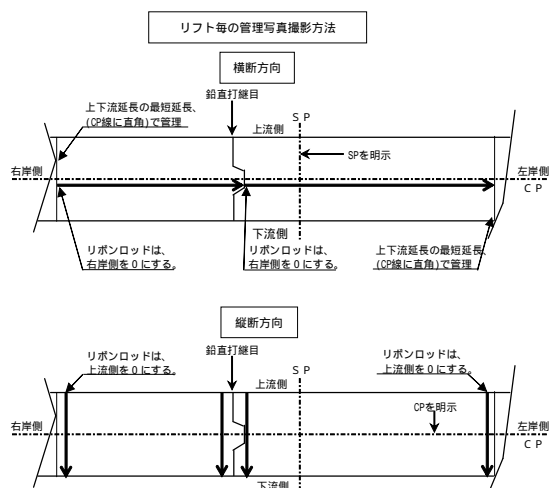 リフト毎の管理写真撮影方法
横断方向
鉛直打継目
上下流延長の最短延長、
(CP線に直角)で管理
ＳＰ
上流側
SPを明示
右岸側
左岸側
ＣＰ
下流側
リボンロッドは、
右岸側を０にする。
リボンロッドは、
右岸側を０にする。
上下流延長の最短延長、
(CP線に直角)で管理
縦断方向
鉛直打継目
リボンロッドは、
上流側を０にする。
ＳＰ
リボンロッドは、
上流側を０にする。
上流側
CPを明示
右岸側
左岸側
ＣＰ
下流側